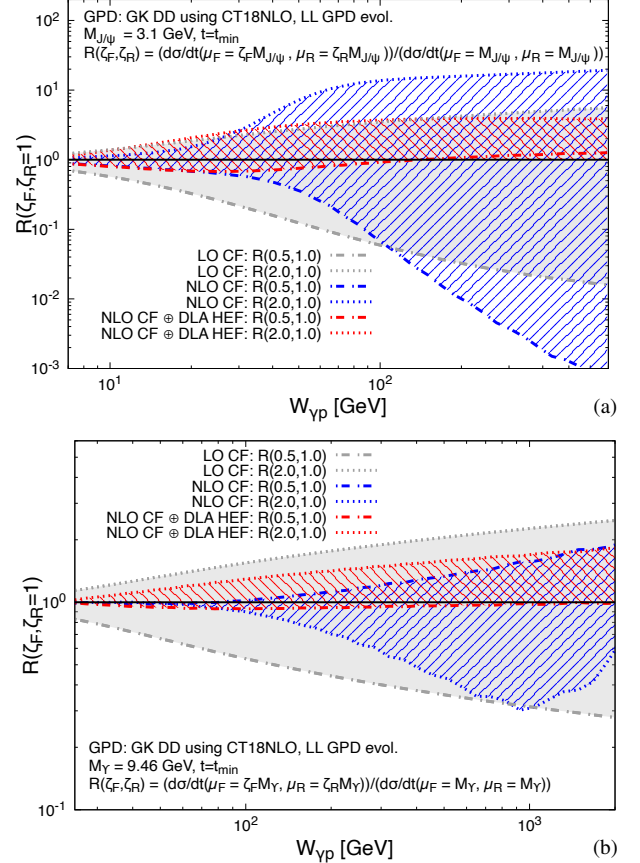 GPD: GK DD using CT18NLO, LL GPD evol.
M_{J/ψ} = 3.1 GeV, t=t_{min}
R(ζ_F,ζ_R) = (dσ/dt(μ_F = ζ_F M_{J/ψ} , μ_R = ζ_R M_{J/ψ} ))/(dσ/dt(μ_F = M_{J/ψ} , μ_R = M_{J/ψ} ))
10^2
10^1
10^0
10^{-1}
10^{-2}
10^{-3}
R(ζ_F,ζ_R=1)
LO CF: R(0.5,1.0)
LO CF: R(2.0,1.0)
NLO CF: R(0.5,1.0)
NLO CF: R(2.0,1.0)
NLO CF ⊕ DLA HEF: R(0.5,1.0)
NLO CF ⊕ DLA HEF: R(2.0,1.0)
10^1 10^2
W_{γp} [GeV]
(a)
LO CF: R(0.5,1.0)
LO CF: R(2.0,1.0)
NLO CF: R(0.5,1.0)
NLO CF: R(2.0,1.0)
NLO CF ⊕ DLA HEF: R(0.5,1.0)
NLO CF ⊕ DLA HEF: R(2.0,1.0)
10^0
10^{-1}
R(ζ_F,ζ_R=1)
GPD: GK DD using CT18NLO, LL GPD evol.
M_Υ = 9.46 GeV, t=t_{min}
R(ζ_F,ζ_R) = (dσ/dt(μ_F = ζ_F M_Υ, μ_R = ζ_R M_Υ))/(dσ/dt(μ_F = M_Υ, μ_R = M_Υ))
10^2 10^3
W_{γp} [GeV]
(b)